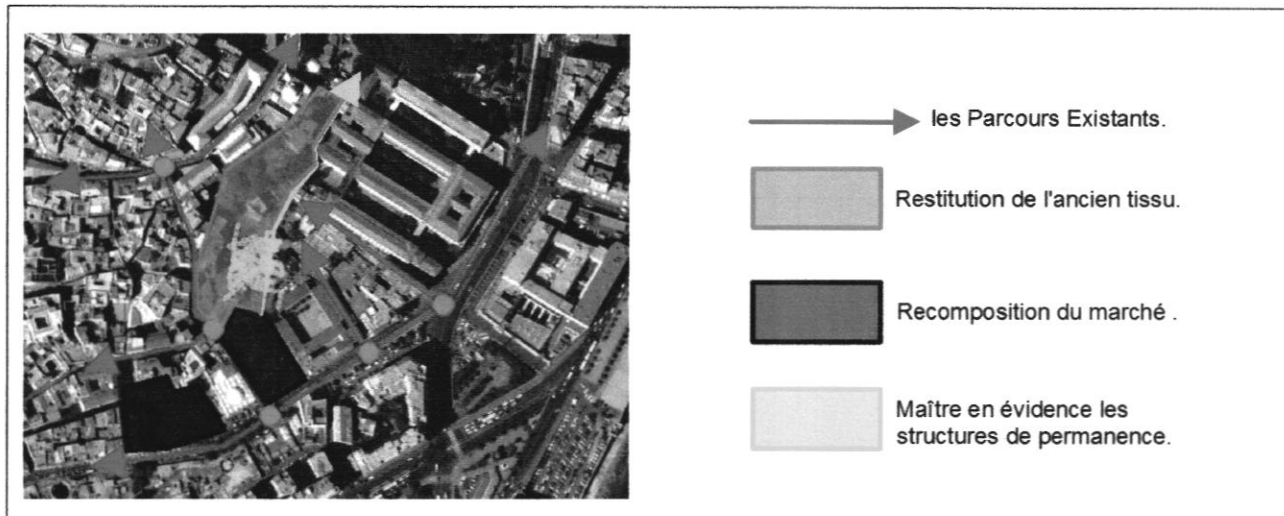 les Parcours Existants.
Restitution de l'ancien tissu.
Recomposition du marché .
Maître en évidence les
structures de permanence.